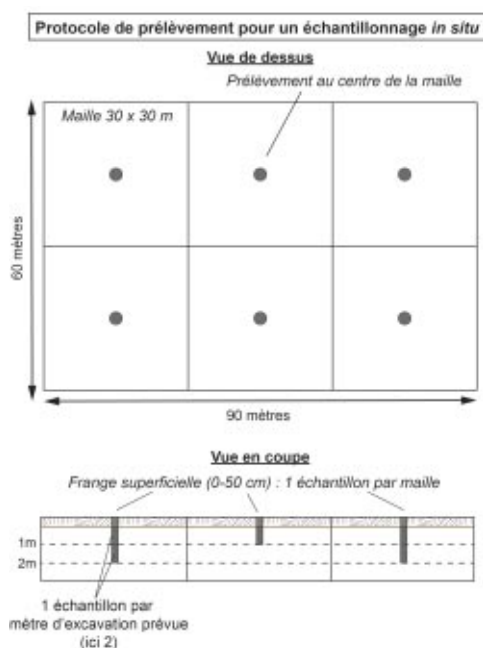 Protocole de prélèvement pour un échantillonnage in situ
Vue de dessus
Prélèvement au centre de la maille
Maille 30 x 30 m
60 mètres
90 mètres
Vue en coupe
Frange superficielle (0-50 cm) : 1 échantillon par maille
1m
2m
1 échantillon par
mètre d'excavation prévue
(ici 2)